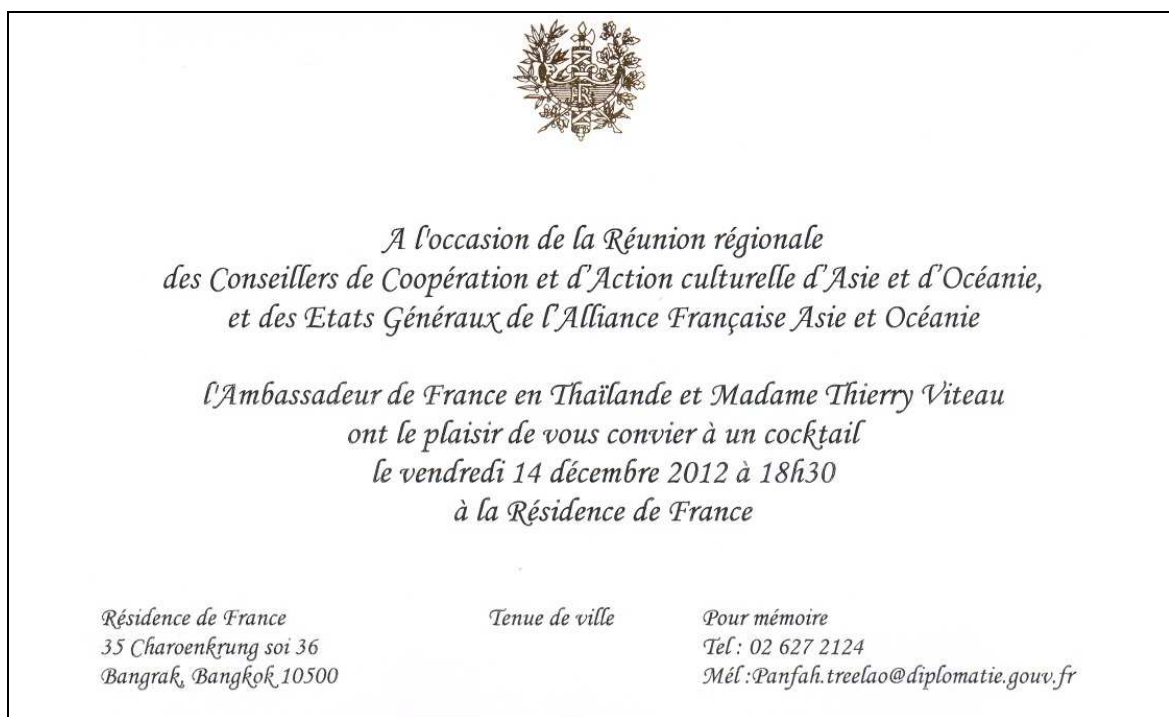 A l'occasion de la Réunion régionale
des Conseillers de Coopération et d'Action culturelle d'Asie et d'Océanie,
et des Etats Généraux de l'Alliance Française Asie et Océanie
l'Ambassadeur de France en Thaïlande et Madame Thierry Viteau
ont le plaisir de vous convier à un cocktail
le vendredi 14 décembre 2012 à 18h30
à la Résidence de France
Résidence de France
35 Charoenkrung soi 36
Bangrak, Bangkok 10500
Tenue de ville
Pour mémoire
Tel : 02 627 2124
Mél :Panfah.treelao@diplomatie.gouv.fr